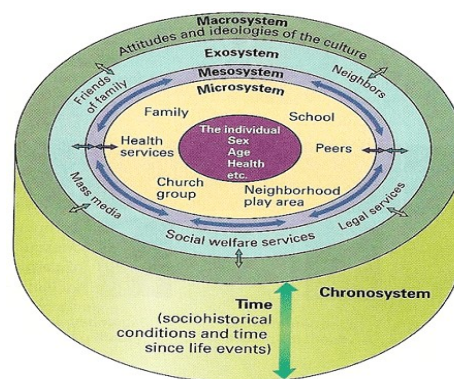 Macrosystem
Attitudes and ideologies of the culture
Exosystem
Mesosystem
Microsystem
Friends
of family
Neighbors
Family
School
Health
services
The individual
Sex
Age
Health
etc.
Peers
Church
group
Neighborhood
play area
Mass media
Social welfare services
Legal services
Time
(sociohistorical
conditions and time
since life events)
Chronosystem